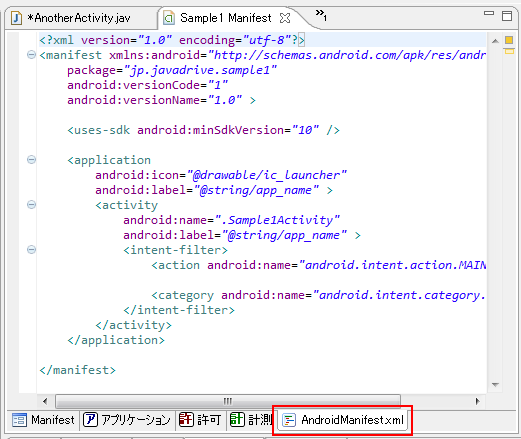 *AnotherActivity.jav Sample1 Manifest »1
<?xml version="1.0" encoding="utf-8"?>
<manifest xmlns:android="http://schemas.android.com/apk/res/andr
package="jp.javadrive.sample1"
android:versionCode="1"
android:versionName="1.0" >
<uses-sdk android:minSdkVersion="10" />
<application
android:icon="@drawable/ic_launcher"
android:label="@string/app_name" >
<activity
android:name=".Sample1Activity"
android:label="@string/app_name" >
<intent-filter>
<action android:name="android.intent.action.MAIN
<category android:name="android.intent.category.
</intent-filter>
</activity>
</application>
</manifest>
Manifest アプリケーション 許可 計測 AndroidManifest.xml